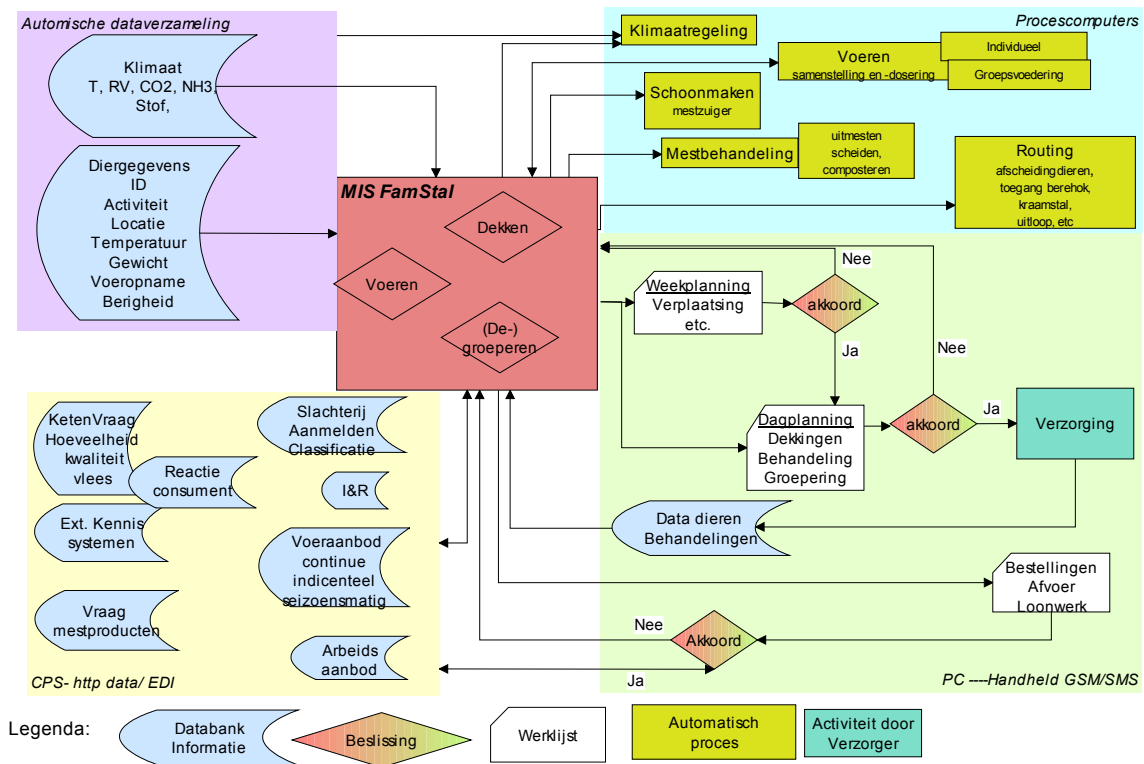 Automische dataverzameling
Klimaat
T, RV, CO2, NH3,
Stof,
Diergegevens
ID
Activiteit
Locatie
Temperatuur
Gewicht
Voeropname
Berigheid
Procescomputers
Klimaatregeling
Voeren
samenstelling en -dosering
Individueel
Groepsvoedering
Schoonmaken
mestzuiger
Mestbehandeling
uitmesten
scheiden,
composteren
Routing
afscheidingdieren,
toegang berehok,
kraamstal,
uitloop, etc
MIS FamStal
Dekken
Voeren
(De-)
groeperen
Weekplanning
Verplaatsing
etc.
akkoord
Nee
Ja
Nee
Dagplanning
Dekkingen
Behandeling
Groepering
akkoord
Ja
Verzorging
Data dieren
Behandelingen
Bestellingen
Afvoer
Loonwerk
Nee
Akkoord
Ja
PC ----Handheld GSM/SMS
KetenVraag
Hoeveelheid
kwaliteit
vlees
Reactie
consument
Ext. Kennis
systemen
Vraag
mestproducten
Slachterij
Aanmelden
Classificatie
I&R
Voeraanbod
continue
indicenteel
seizoensmatig
Arbeids
aanbod
CPS- http data/ EDI
Legenda:
Databank
Informatie
Beslissing
Werklijst
Automatisch
proces
Activiteit door
Verzorger